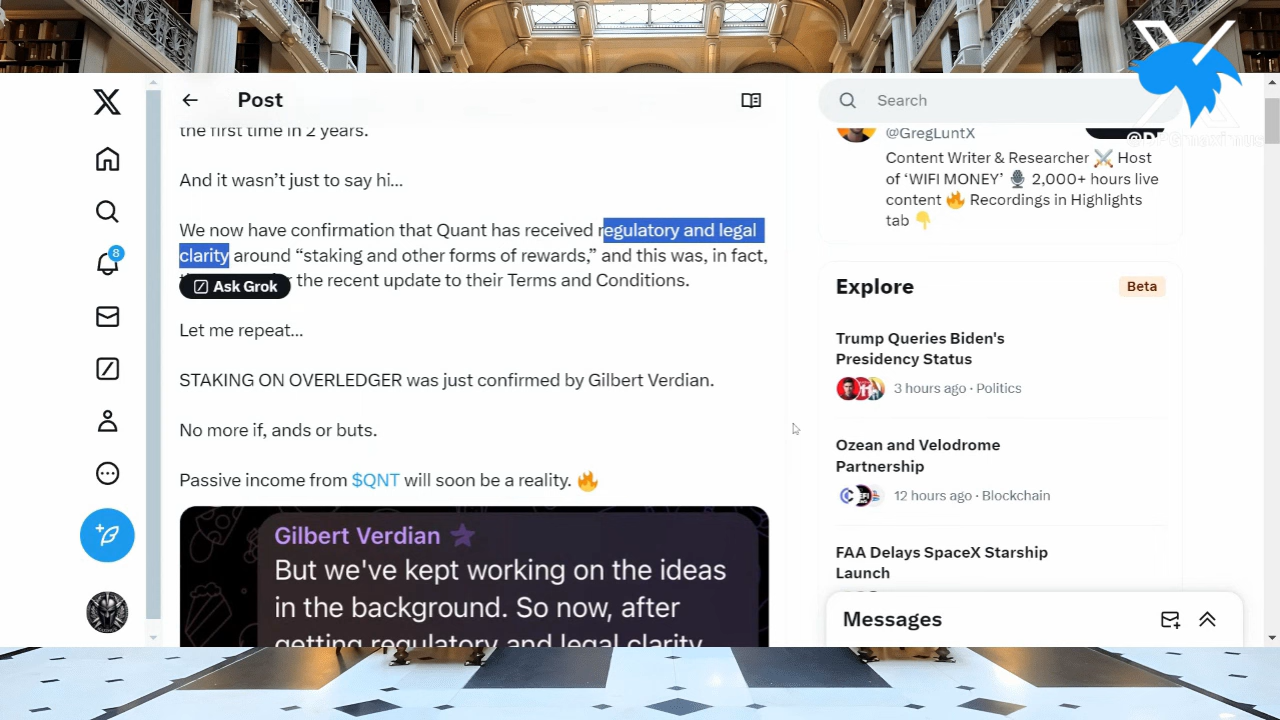 Post
the first time in 2 years.
And it wasn't just to say hi...
We now have confirmation that Quant has received regulatory and legal
clarity around “staking and other forms of rewards,” and this was, in fact,
the recent update to their Terms and Conditions.
Ask Grok
Let me repeat...
STAKING ON OVERLEDGER was just confirmed by Gilbert Verdian.
No more if, ands or buts.
Passive income from $QNT will soon be a reality. 🔥
Gilbert Verdian
But we've kept working on the ideas
in the background. So now, after
getting regulatory and legal clarity
8
Search
@GregLuntX
Content Writer & Researcher ⚔️ Host
of ‘WIFI MONEY’ 🎙️ 2,000+ hours live
content 🔥 Recordings in Highlights
tab 👇
Explore
Beta
Trump Queries Biden's
Presidency Status
3 hours ago · Politics
Ozean and Velodrome
Partnership
12 hours ago · Blockchain
FAA Delays SpaceX Starship
Launch
Messages